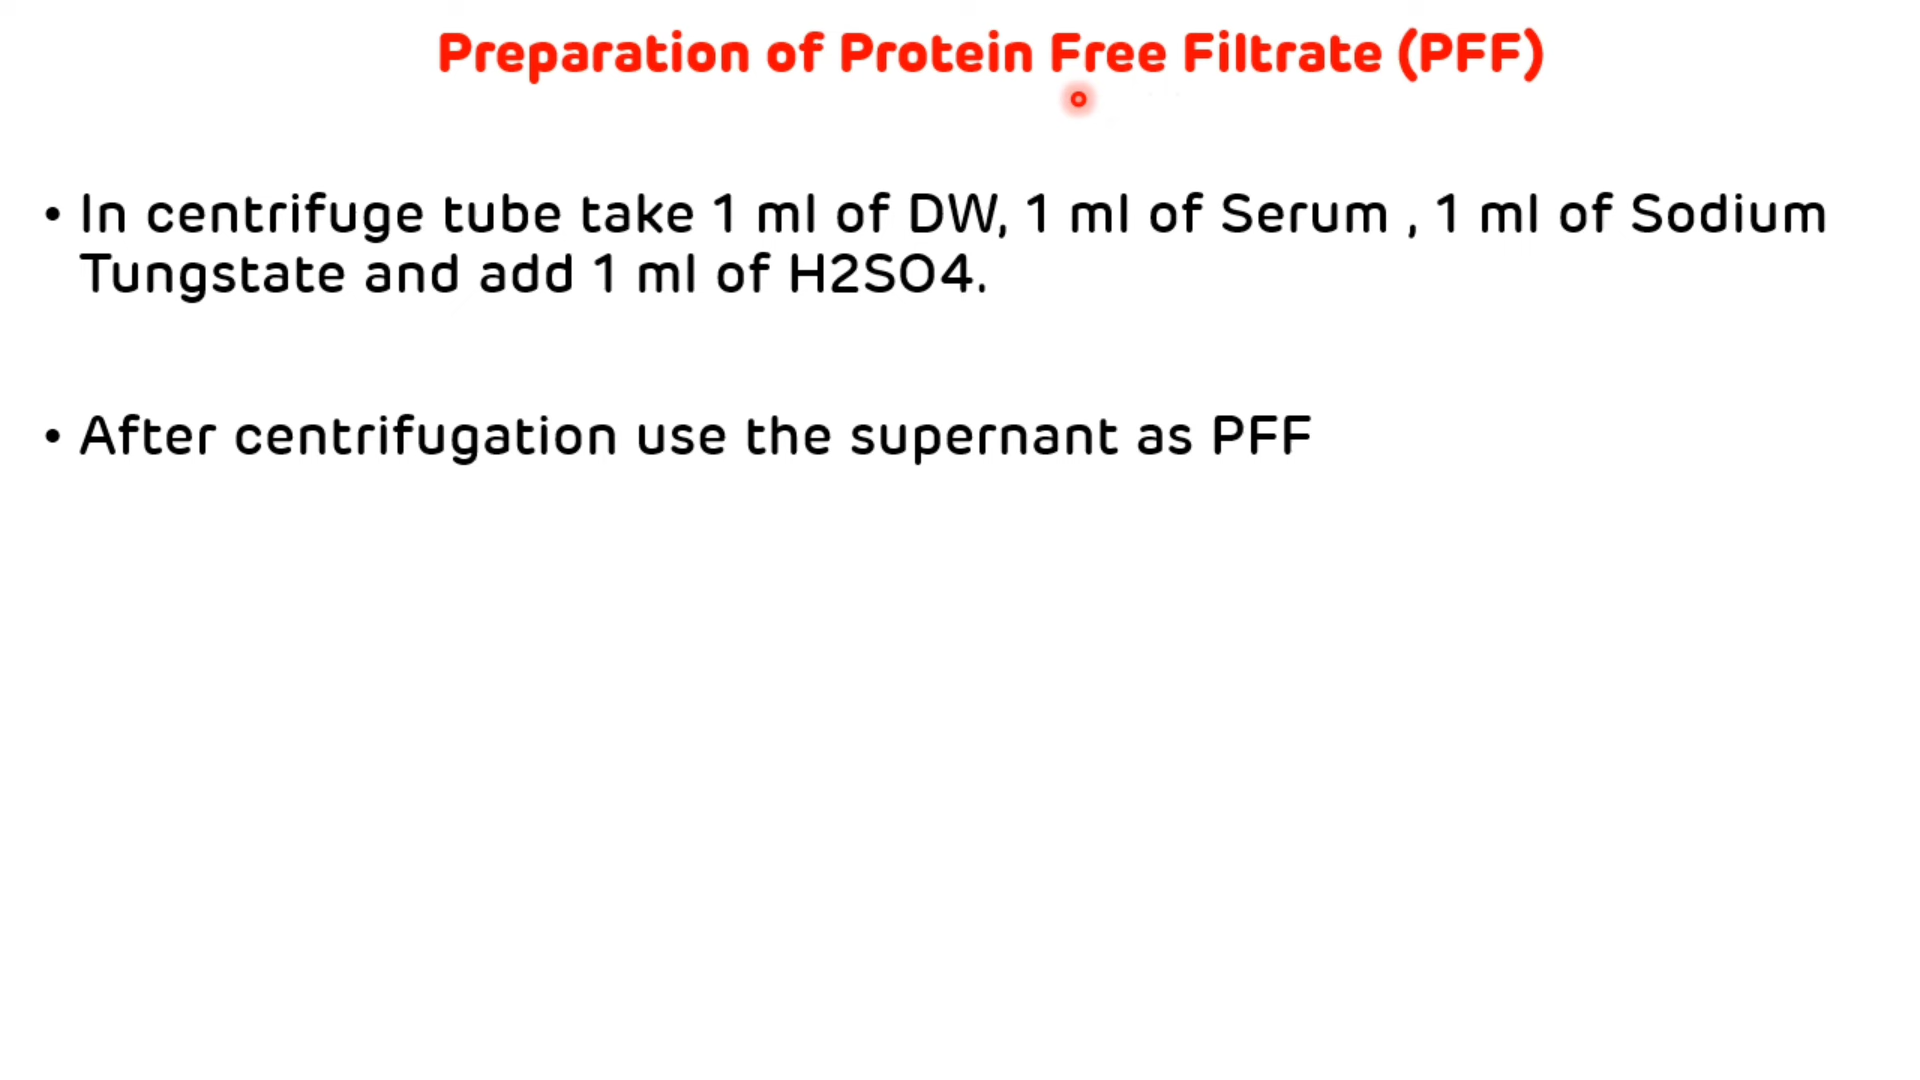 Preparation of Protein Free Filtrate (PFF)
• In centrifuge tube take 1 ml of DW, 1 ml of Serum , 1 ml of Sodium
Tungstate and add 1 ml of H2SO4.
• After centrifugation use the supernant as PFF